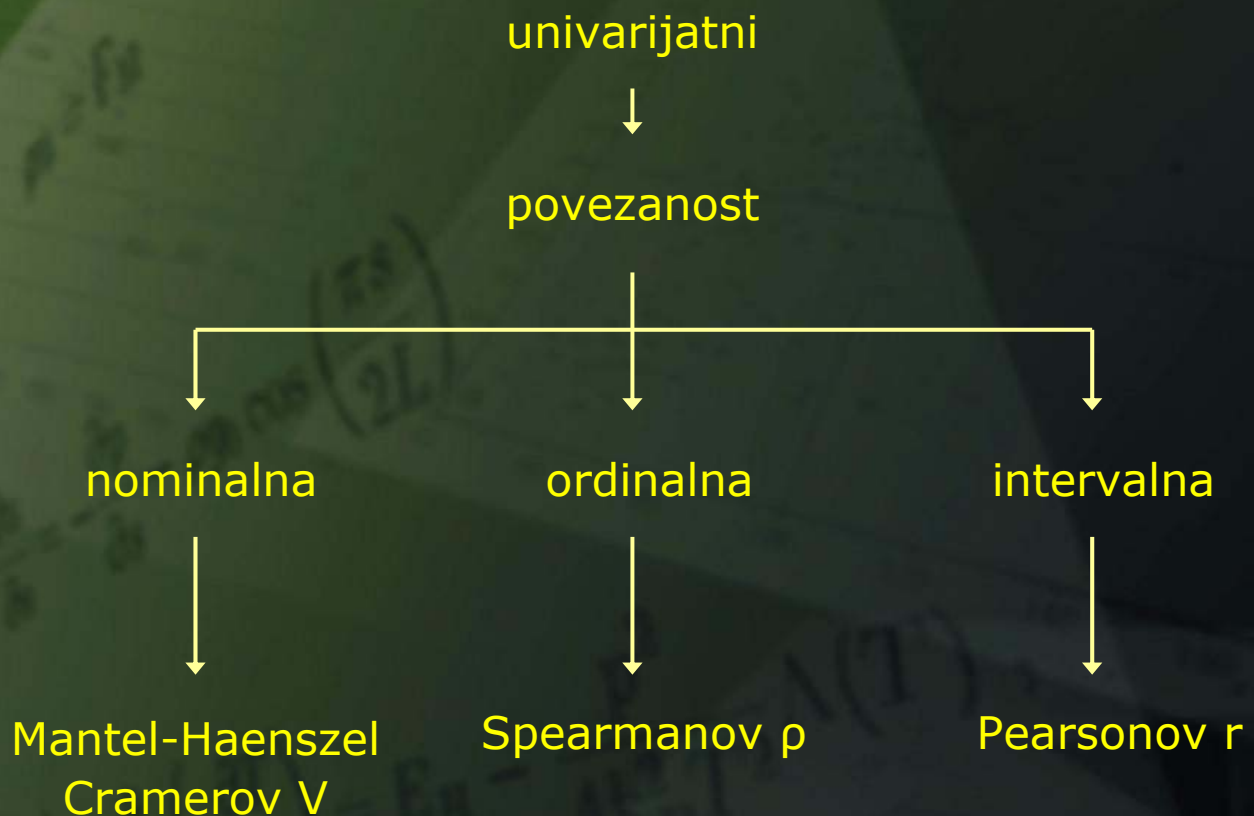 univarijatni
povezanost
nominalna
ordinalna
intervalna
Mantel-Haenszel
Cramerov V
Spearmanov ρ
Pearsonov r